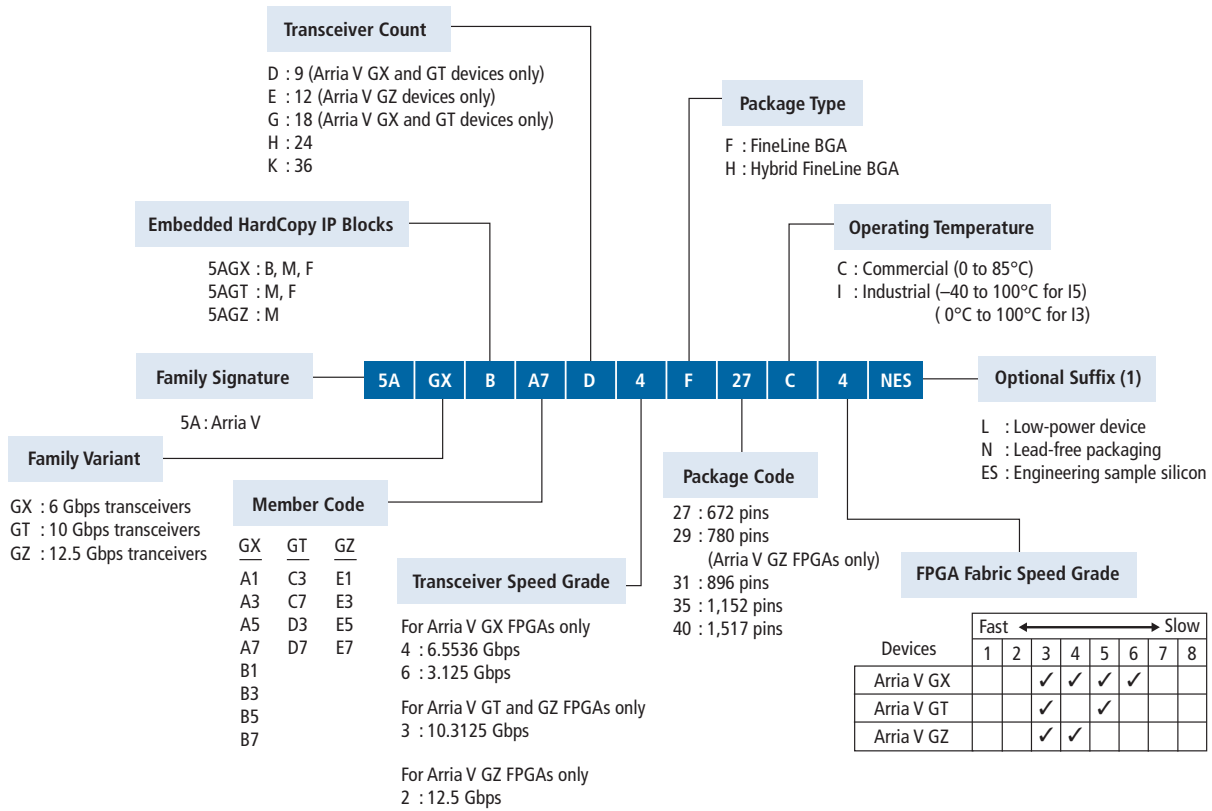 Transceiver Count
D : 9 (Arria V GX and GT devices only)
E : 12 (Arria V GZ devices only)
G : 18 (Arria V GX and GT devices only)
H : 24
K : 36
Package Type
F : FineLine BGA
H : Hybrid FineLine BGA
Embedded HardCopy IP Blocks
5AGX : B, M, F
5AGT : M, F
5AGZ : M
Operating Temperature
C : Commercial (0 to 85°C)
I : Industrial (–40 to 100°C for I5)
( 0°C to 100°C for I3)
Family Signature
5A : Arria V
5A GX B A7 D 4 F 27 C 4 NES
Optional Suffix (1)
L : Low-power device
N : Lead-free packaging
ES : Engineering sample silicon
Family Variant
GX : 6 Gbps transceivers
GT : 10 Gbps transceivers
GZ : 12.5 Gbps tranceivers
Member Code
GX GT GZ
A1 C3 E1
A3 C7 E3
A5 D3 E5
A7 D7 E7
B1
B3
B5
B7
Transceiver Speed Grade
For Arria V GX FPGAs only
4 : 6.5536 Gbps
6 : 3.125 Gbps
For Arria V GT and GZ FPGAs only
3 : 10.3125 Gbps
For Arria V GZ FPGAs only
2 : 12.5 Gbps
Package Code
27 : 672 pins
29 : 780 pins
(Arria V GZ FPGAs only)
31 : 896 pins
35 : 1,152 pins
40 : 1,517 pins
FPGA Fabric Speed Grade
Fast Slow
Devices 1 2 3 4 5 6 7 8
Arria V GX ✓ ✓ ✓ ✓
Arria V GT ✓ ✓
Arria V GZ ✓ ✓